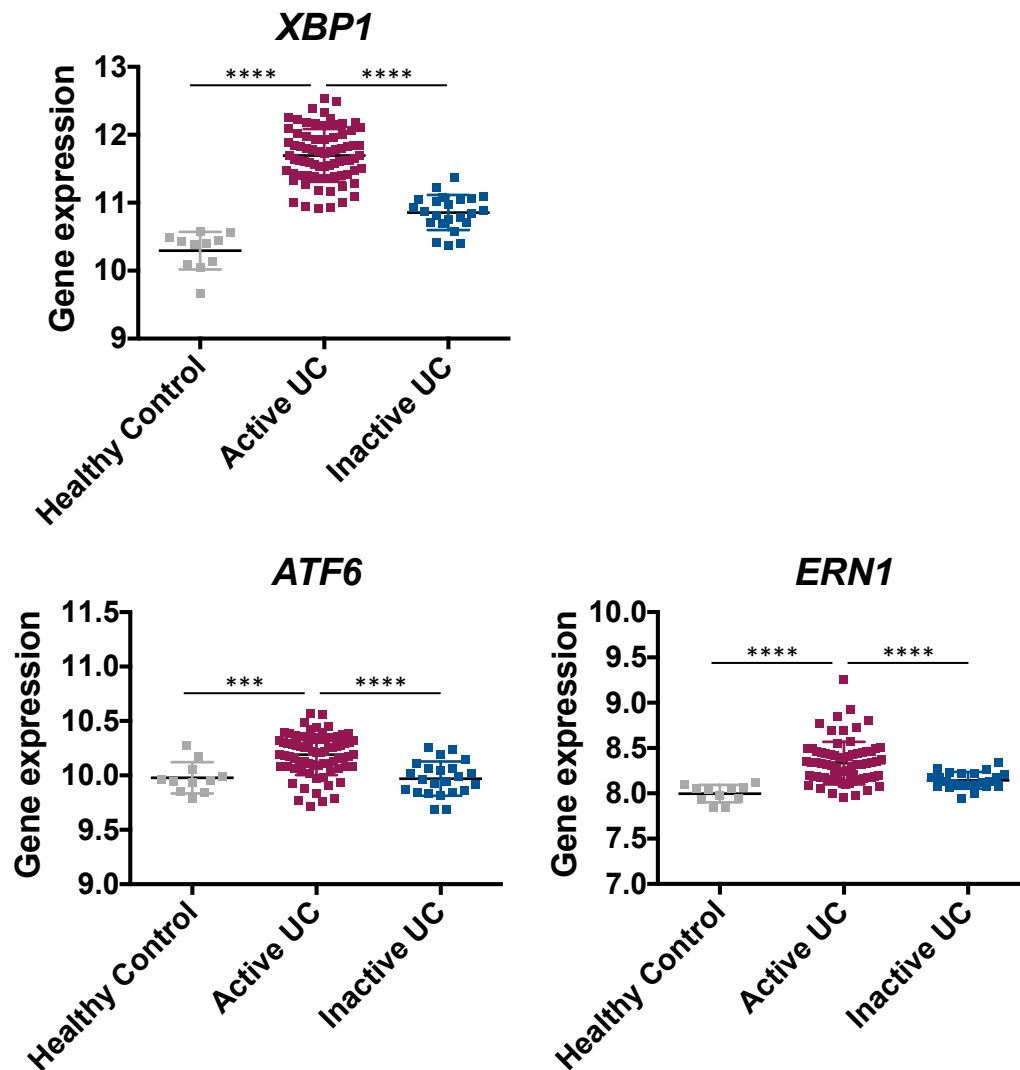 XBP1
Gene expression
13
12
11
10
9
**** ****
Healthy Control
Active UC
Inactive UC
ATF6
Gene expression
11.5
11.0
10.5
10.0
9.5
9.0
*** ****
Healthy Control
Active UC
Inactive UC
ERN1
Gene expression
10.0
9.5
9.0
8.5
8.0
7.5
7.0
**** ****
Healthy Control
Active UC
Inactive UC